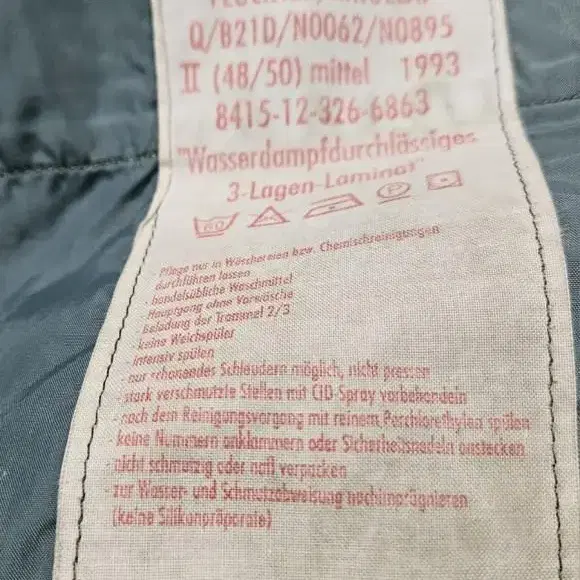 Q/B21D/N0062/N0895
II (48/50) mittel 1993
8415-12-326-6863
"Wasserdampfdurchlässiges
3-Lagen-Laminat"
60 P
- Pflege nur in Wäschereien bzw. Chemischreinigungen
durchführen lassen
- handelsübliche Waschmittel
- Hauptgang ohne Vorwäsche
- Beladung der Trommel 2/3
- keine Weichspüler
- intensiv spülen
- nur schonendes Schleudern möglich, nicht pressen
- stark verschmutzte Stellen mit CID-Spray vorbehandeln
- nach dem Reinigungsvorgang mit reinem Perchlorethylen spülen
- keine Nummern anklammern oder Sicherheitsnadeln anstecken
- nicht schmutzig oder naß verpacken
- zur Wasser- und Schmutzabweisung nachimprägnieren
(keine Silikonpräparate)